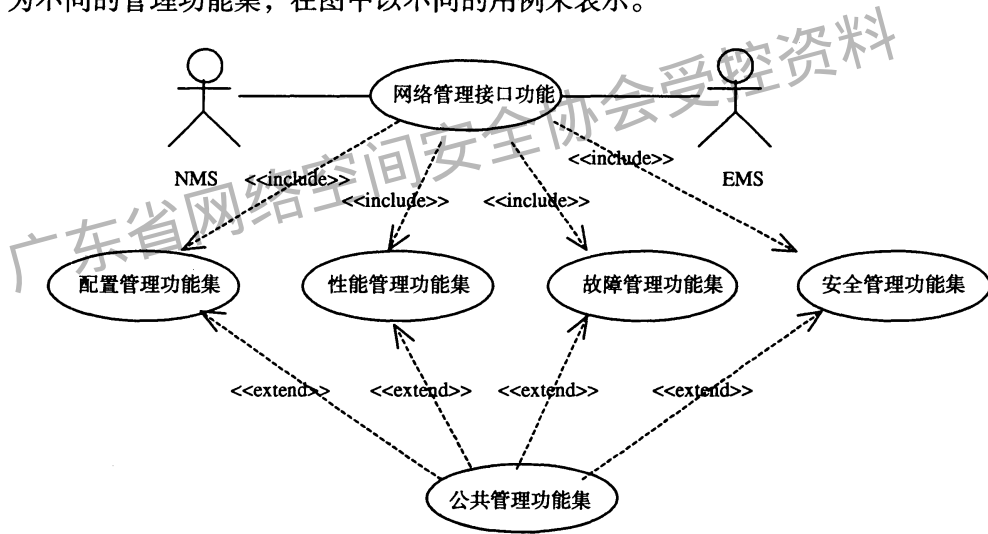 为不同的管理功能集，在图中以不同的用例来表示。
网络管理接口功能
NMS
EMS
<<include>>
<<include>>
<<include>>
<<include>>
配置管理功能集
性能管理功能集
故障管理功能集
安全管理功能集
<<extend>>
<<extend>>
<<extend>>
<<extend>>
公共管理功能集
广东省网络空间安全协会受控资料